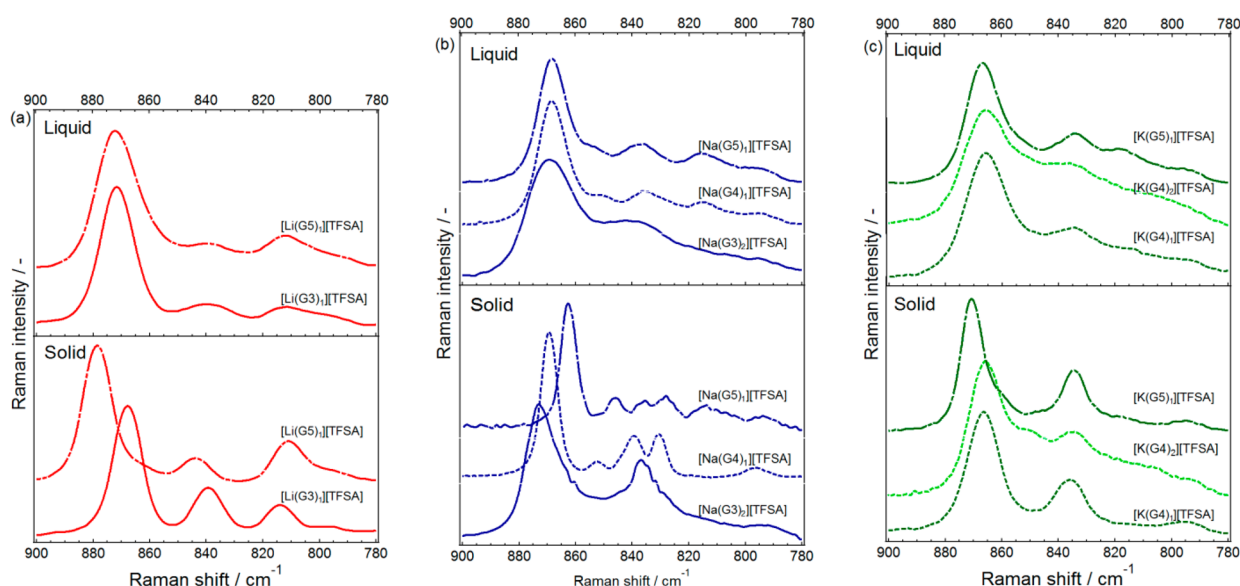 (a)
900 880 860 840 820 800 780
Liquid
[Li(G5)₁][TFSA]
[Li(G3)₁][TFSA]
Solid
[Li(G5)₁][TFSA]
[Li(G3)₁][TFSA]
900 880 860 840 820 800 780
Raman shift / cm⁻¹
Raman intensity / -
(b)
900 880 860 840 820 800 780
Liquid
[Na(G5)₁][TFSA]
[Na(G4)₁][TFSA]
[Na(G3)₂][TFSA]
Solid
[Na(G5)₁][TFSA]
[Na(G4)₁][TFSA]
[Na(G3)₂][TFSA]
900 880 860 840 820 800 780
Raman shift / cm⁻¹
Raman intensity / -
(c)
900 880 860 840 820 800 780
Liquid
[K(G5)₁][TFSA]
[K(G4)₂][TFSA]
[K(G4)₁][TFSA]
Solid
[K(G5)₁][TFSA]
[K(G4)₂][TFSA]
[K(G4)₁][TFSA]
900 880 860 840 820 800 780
Raman shift / cm⁻¹
Raman intensity / -